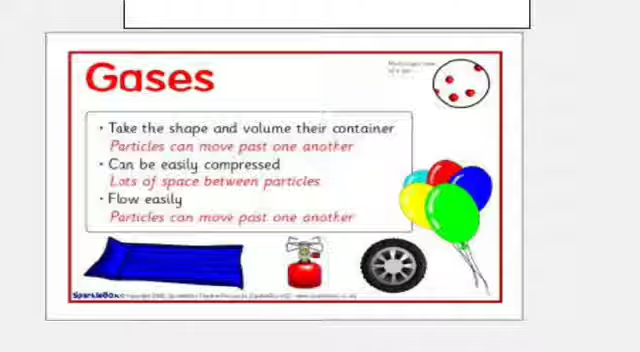 Gases
• Take the shape and volume their container
Particles can move past one another
• Can be easily compressed
Lots of space between particles
• Flow easily
Particles can move past one another
SparkleBox